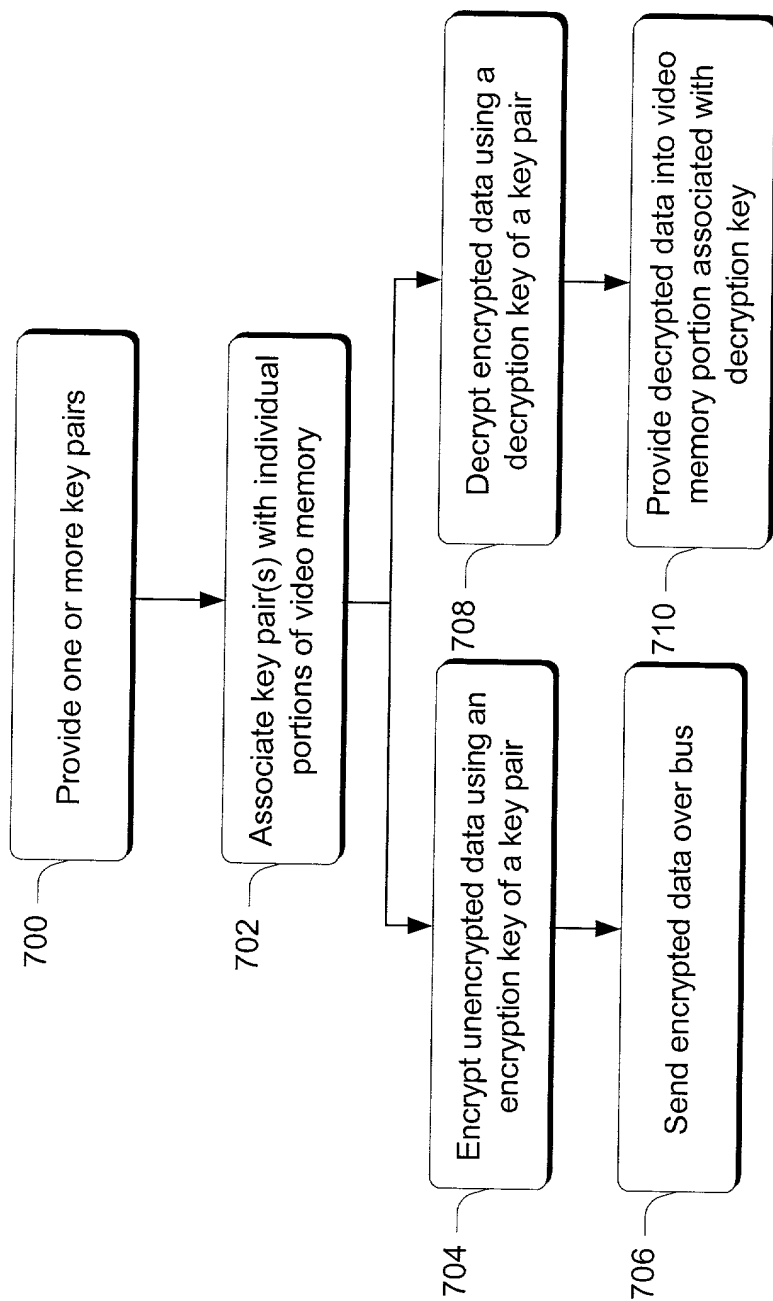 700
Provide one or more key pairs
702
Associate key pair(s) with individual
portions of video memory
704
Encrypt unencrypted data using an
encryption key of a key pair
706
Send encrypted data over bus
708
Decrypt encrypted data using a
decryption key of a key pair
710
Provide decrypted data into video
memory portion associated with
decryption key